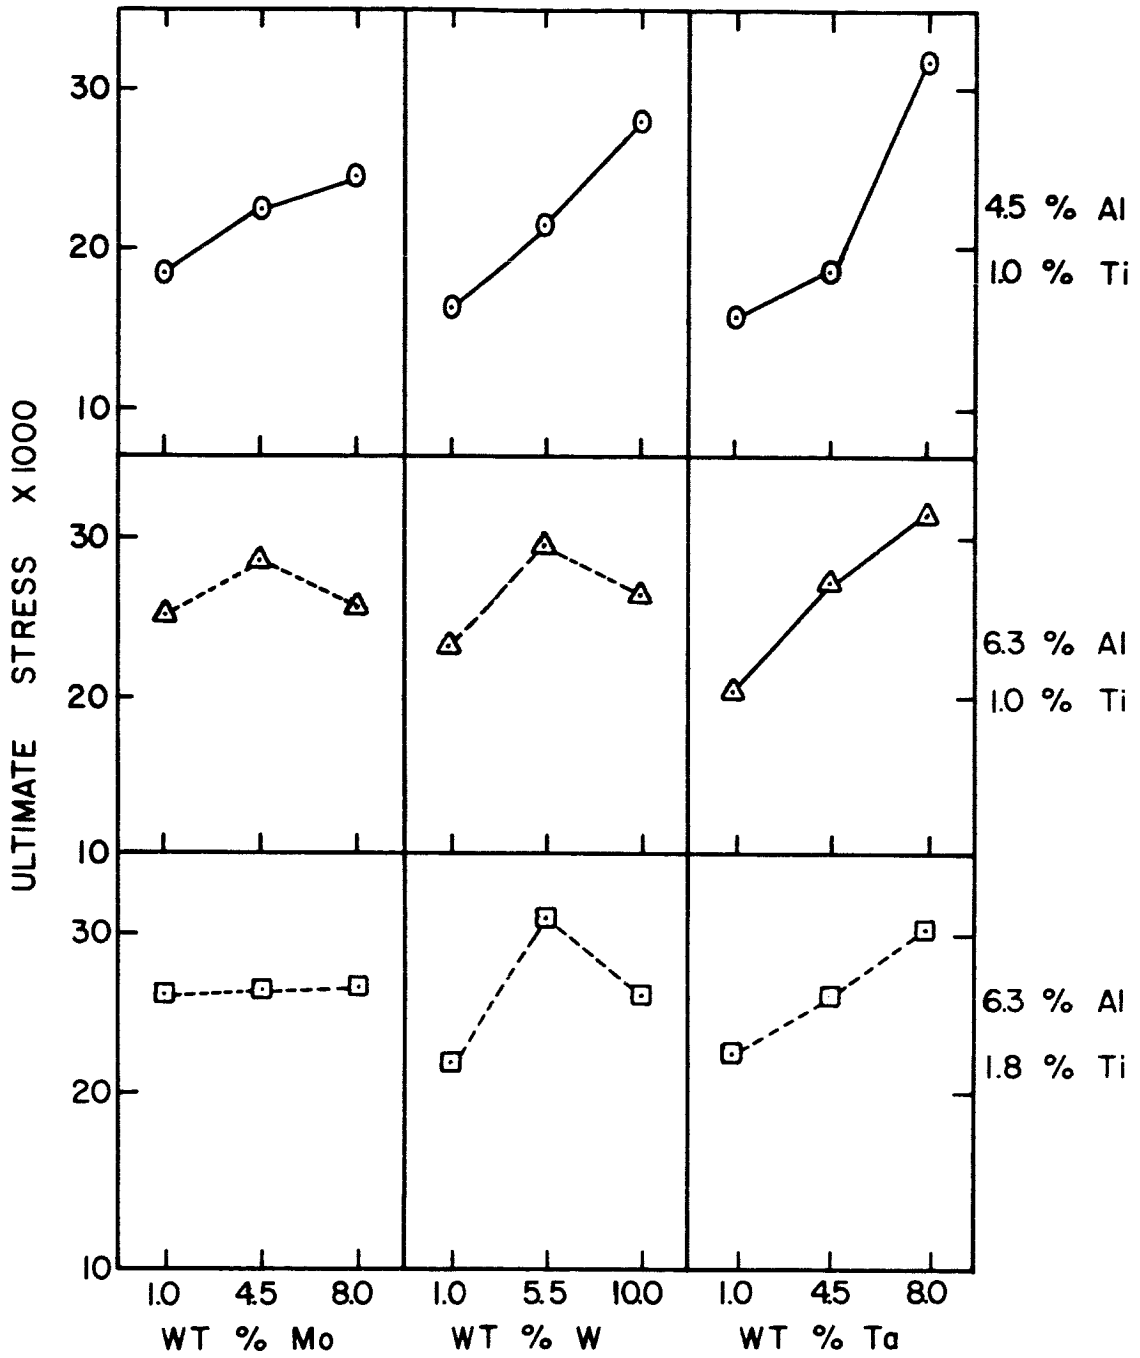 ULTIMATE STRESS X1000
30
20
10
4.5 % Al
1.0 % Ti
30
20
10
6.3 % Al
1.0 % Ti
30
20
10
6.3 % Al
1.8 % Ti
1.0 4.5 8.0 1.0 5.5 10.0 1.0 4.5 8.0
WT % Mo WT % W WT % Ta